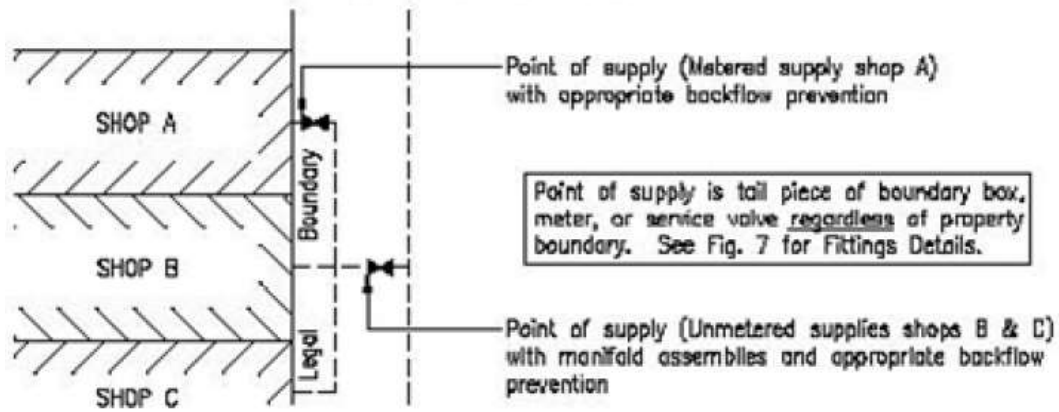 Point of supply (Metered supply shop A)
with appropriate backflow prevention
SHOP A
Boundary
Point of supply is tail piece of boundary box,
meter, or service valve regardless of property
boundary. See Fig. 7 for Fittings Details.
SHOP B
Legal
Point of supply (Unmetered supplies shops B & C)
with manifold assemblies and appropriate backflow
prevention
SHOP C